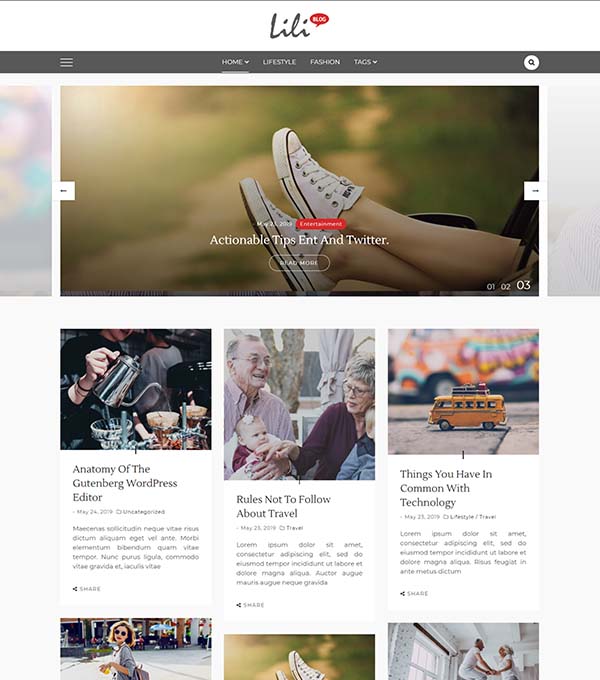 Lili BLOG
HOME LIFESTYLE FASHION TAGS
- May 23, 2019 Entertainment
Actionable Tips Ent And Twitter.
READ MORE
01 02 03
Anatomy Of The
Gutenberg WordPress
Editor
- May 24, 2019 Uncategorized
Maecenas sollicitudin neque vitae risus
dictum aliquam eget vel ante. Morbi
elementum bibendum quam vitae
tempor. Nunc purus ligula, commodo
vitae gravida et, iaculis vitae
SHARE
Rules Not To Follow
About Travel
- May 23, 2019 Travel
Lorem ipsum dolor sit amet,
consectetur adipiscing elit, sed do
eiusmod tempor incididunt ut labore et
dolore magna aliqua. Auctor augue
mauris augue neque gravida
SHARE
Things You Have In
Common With
Technology
- May 23, 2019 Lifestyle / Travel
Lorem ipsum dolor sit amet,
consectetur adipiscing elit, sed do
eiusmod tempor incididunt ut labore et
dolore magna aliqua. Risus feugiat in
ante metus dictum
SHARE